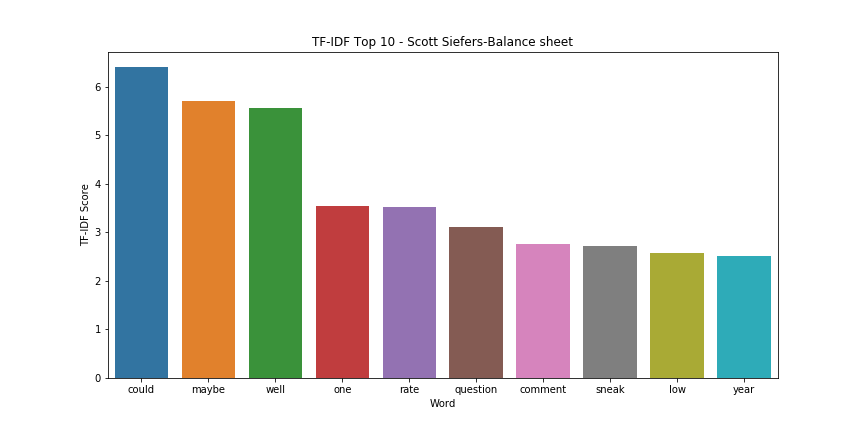 TF-IDF Top 10 - Scott Siefers-Balance sheet
TF-IDF Score
6
5
4
3
2
1
0
could maybe well one rate question comment sneak low year
Word